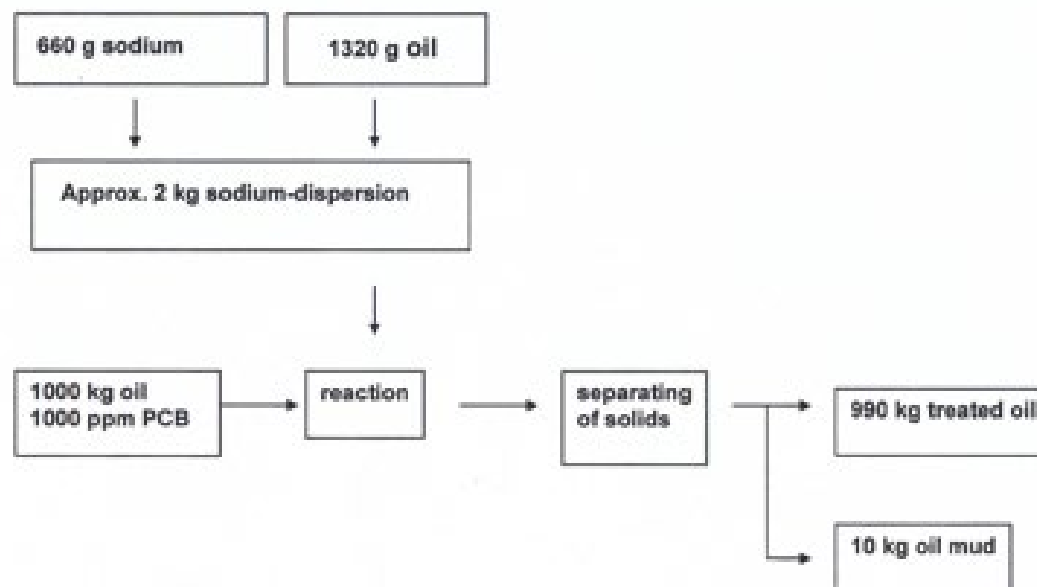 660 g sodium
1320 g oil
Approx. 2 kg sodium-dispersion
1000 kg oil
1000 ppm PCB
reaction
separating
of solids
990 kg treated oil
10 kg oil mud